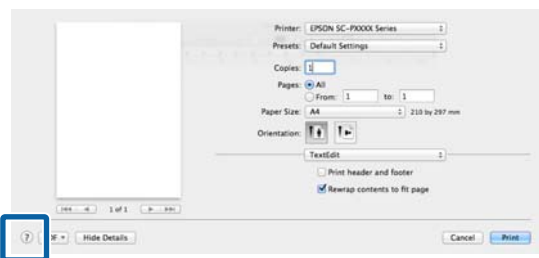 Printer: EPSON SC-PXXXX Series
Presets: Default Settings
Copies: 1
Pages: All
From: 1 to: 1
Paper Size: A4 210 by 297 mm
Orientation:
TextEdit
Print header and footer
Rewrap contents to fit page
1 of 1
? DF Hide Details Cancel Print